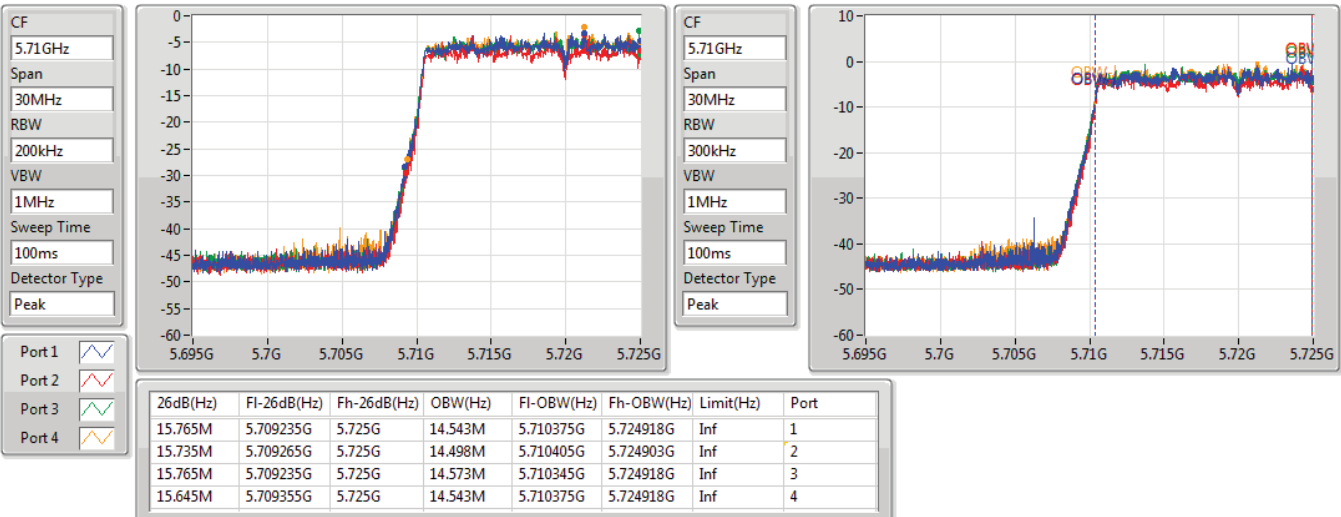 CF
5.71GHz
Span
30MHz
RBW
200kHz
VBW
1MHz
Sweep Time
100ms
Detector Type
Peak
0
-5
-10
-15
-20
-25
-30
-35
-40
-45
-50
-55
-60
5.695G 5.7G 5.705G 5.71G 5.715G 5.72G 5.725G
CF
5.71GHz
Span
30MHz
RBW
300kHz
VBW
1MHz
Sweep Time
100ms
Detector Type
Peak
10
0
-10
-20
-30
-40
-50
-60
5.695G 5.7G 5.705G 5.71G 5.715G 5.72G 5.725G
OBW
Port 1
Port 2
Port 3
Port 4
26dB(Hz) Fl-26dB(Hz) Fh-26dB(Hz) OBW(Hz) Fl-OBW(Hz) Fh-OBW(Hz) Limit(Hz) Port
15.765M 5.709235G 5.725G 14.543M 5.710375G 5.724918G Inf 1
15.735M 5.709265G 5.725G 14.498M 5.710405G 5.724903G Inf 2
15.765M 5.709235G 5.725G 14.573M 5.710345G 5.724918G Inf 3
15.645M 5.709355G 5.725G 14.543M 5.710375G 5.724918G Inf 4